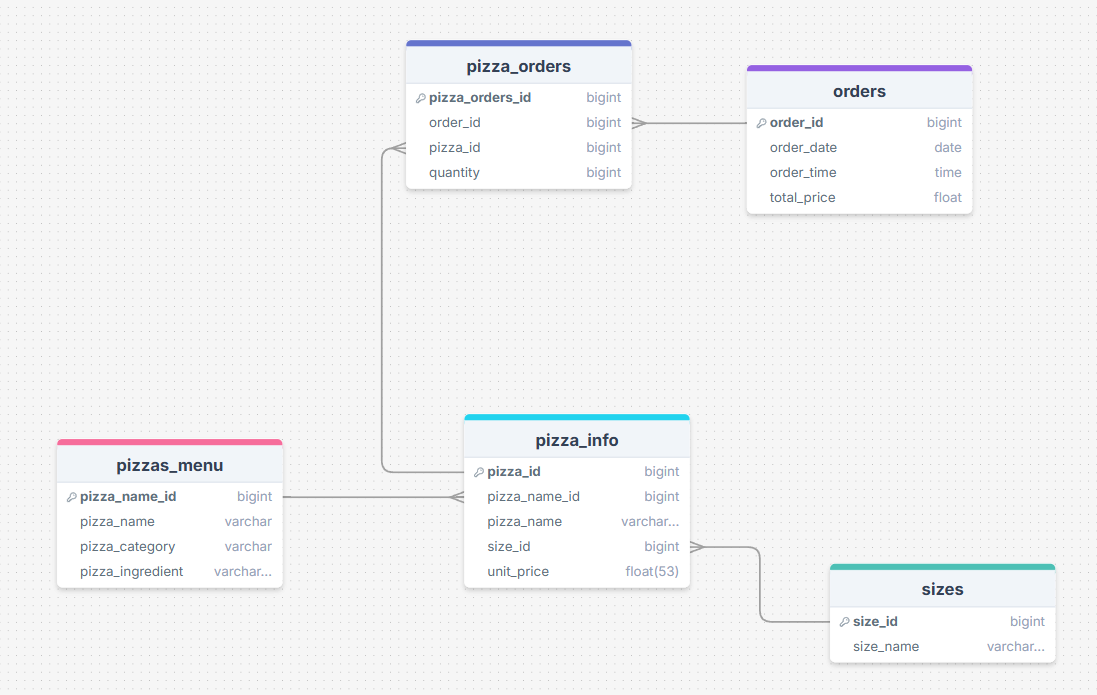 pizza_orders
pizza_orders_id bigint
order_id bigint
pizza_id bigint
quantity bigint
orders
order_id bigint
order_date date
order_time time
total_price float
pizzas_menu
pizza_name_id bigint
pizza_name varchar
pizza_category varchar
pizza_ingredient varchar...
pizza_info
pizza_id bigint
pizza_name_id bigint
pizza_name varchar...
size_id bigint
unit_price float(53)
sizes
size_id bigint
size_name varchar...